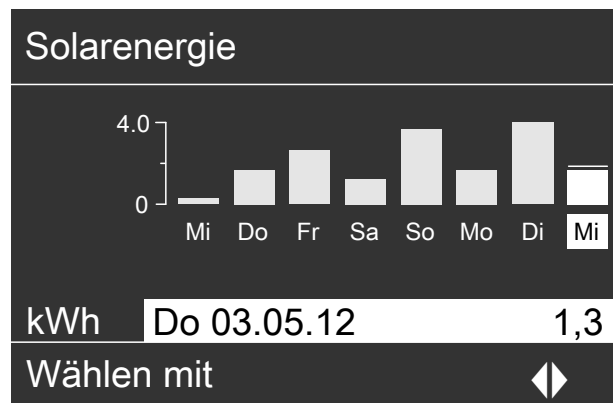 Solarenergie
4.0
0
Mi Do Fr Sa So Mo Di Mi
kWh Do 03.05.12 1,3
Wählen mit